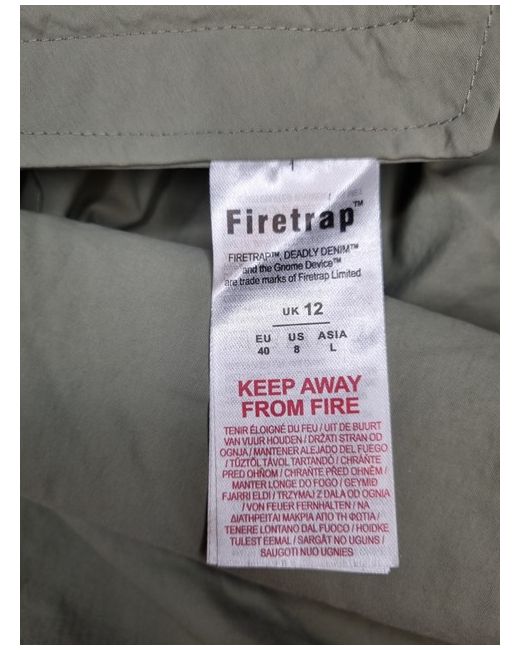 Firetrap™
FIRETRAP™, DEADLY DENIM™
and the Gnome Device™
are trade marks of Firetrap Limited
UK 12
EU US ASIA
40 8 L
KEEP AWAY
FROM FIRE
TENIR ÉLOIGNÉ DU FEU / UIT DE BUURT
VAN VUUR HOUDEN / DRŽATI STRAN OD
OGNJA / MANTENER ALEJADO DEL FUEGO
/ TŰZTŐL TÁVOL TARTANDÓ / CHRAŇTE
PRED OHŇOM / CHRAŇTE PŘED OHNĚM /
MANTER LONGE DO FOGO / GEYMIÐ
FJARRI ELDI / TRZYMAJ Z DALA OD OGNIA
/ VON FEUER FERNHALTEN / ΝΑ
ΔΙΑΤΗΡΕΙΤΑΙ ΜΑΚΡΙΑ ΑΠΟ ΤΗ ΦΩΤΙΑ /
TENERE LONTANO DAL FUOCO / HOIDKE
TULEST EEMAL / SARGĀT NO UGUNS /
SAUGOTI NUO UGNIES